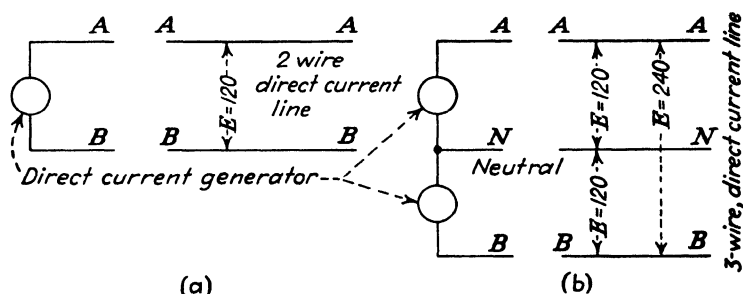 A A A
2 wire
direct current
line
E=120
B B B
Direct current generator
(a)
A A A
E=120
E=240
N N
Neutral
E=120
B B B
3-wire, direct current line
(b)